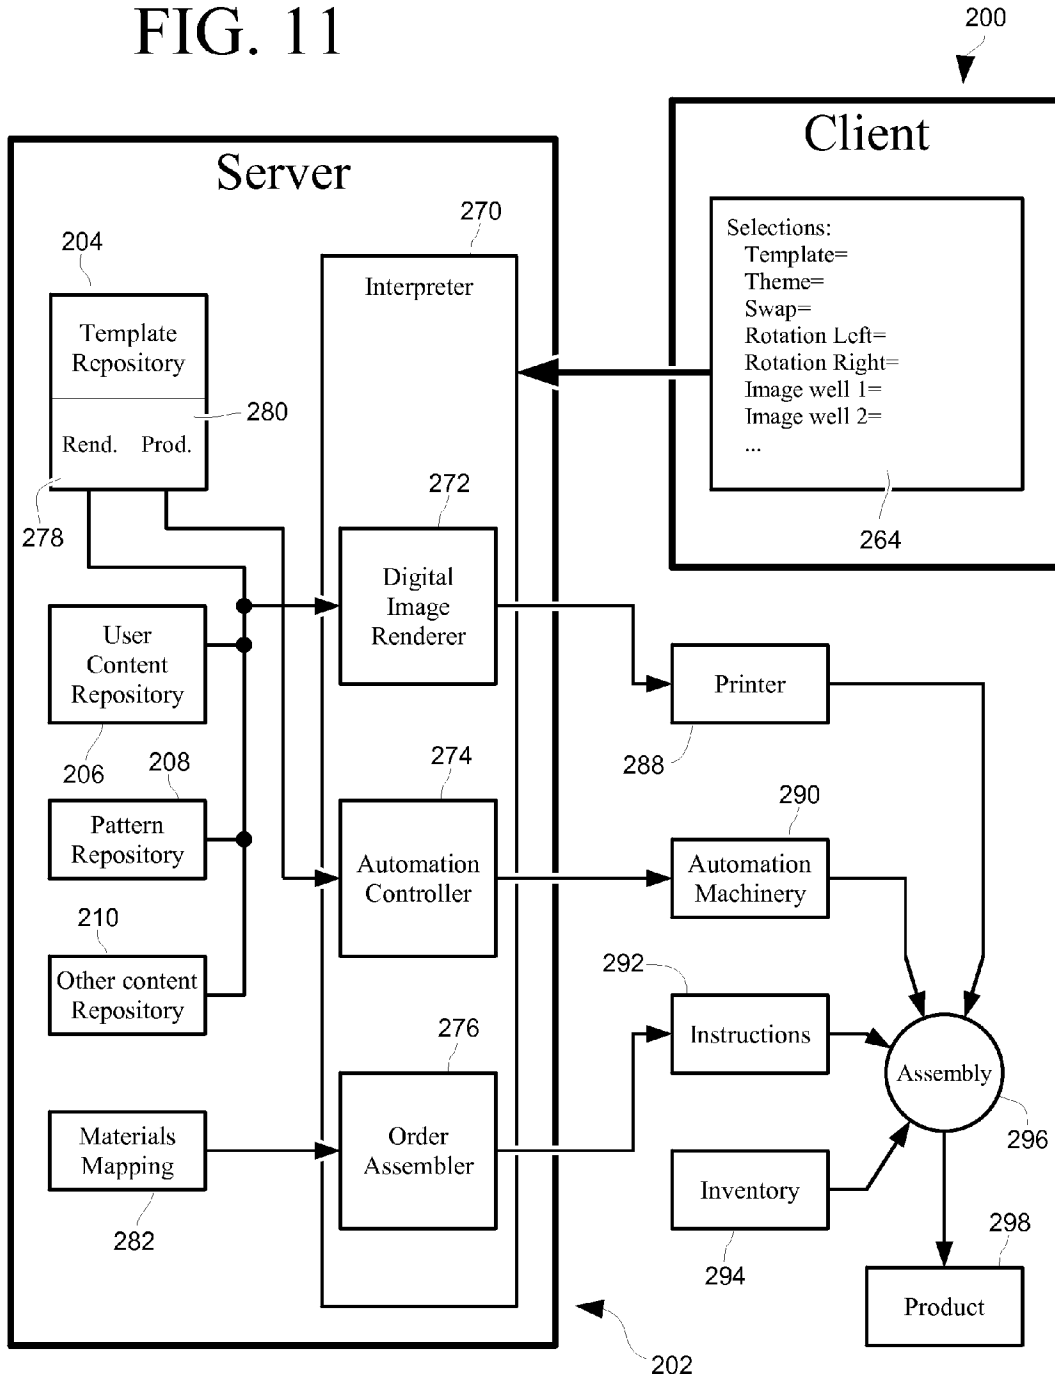 FIG. 11
200
Client
Selections:
Template=
Theme=
Swap=
Rotation Left=
Rotation Right=
Image well 1=
Image well 2=
...
264
Server
270
Interpreter
204
Template
Repository
280
Rend.
Prod.
278
272
Digital
Image
Renderer
User
Content
Repository
206
208
Pattern
Repository
274
Automation
Controller
210
Other content
Repository
276
Order
Assembler
Materials
Mapping
282
Printer
288
290
Automation
Machinery
292
Instructions
Inventory
294
Assembly
296
298
Product
202